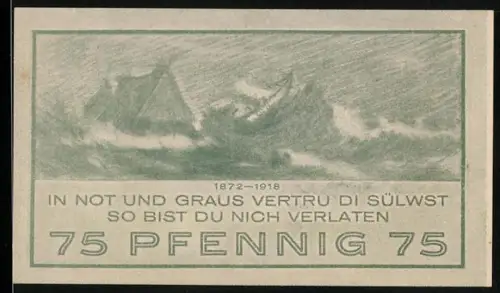 1872-1918
IN NOT UND GRAUS VERTRU DI SÜLWST
SO BIST DU NICH VERLATEN
75 PFENNIG 75